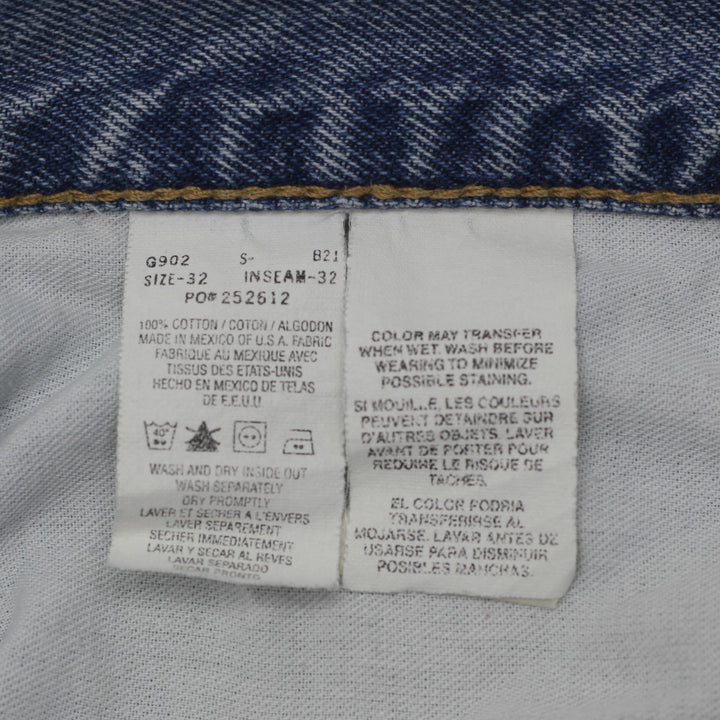 G902 S- B21
SIZE-32 INSEAM-32
PO# 252612
100% COTTON / COTON / ALGODON
MADE IN MEXICO OF U.S.A. FABRIC
FABRIQUE AU MEXIQUE AVEC
TISSUS DES ETATS-UNIS
HECHO EN MEXICO DE TELAS
DE E.E.U.U.
40°
WASH AND DRY INSIDE OUT
WASH SEPARATELY
DRY PROMPTLY
LAVER ET SECHER A L'ENVERS
LAVER SEPAREMENT
SECHER IMMEDIATEMENT
LAVAR Y SECAR AL REVES
LAVAR SEPARADO
SECAR PRONTO
COLOR MAY TRANSFER
WHEN WET. WASH BEFORE
WEARING TO MINIMIZE
POSSIBLE STAINING.
SI MOUILLE, LES COULEURS
PEUVENT DETAINDRE SUR
D'AUTRES OBJETS. LAVER
AVANT DE PORTER POUR
REDUIRE LE RISQUE DE
TACHES.
EL COLOR PODRIA
TRANSFERIRSE AL
MOJARSE. LAVAR ANTES DE
USARSE PARA DISMINUIR
POSIBLES MANCHAS.